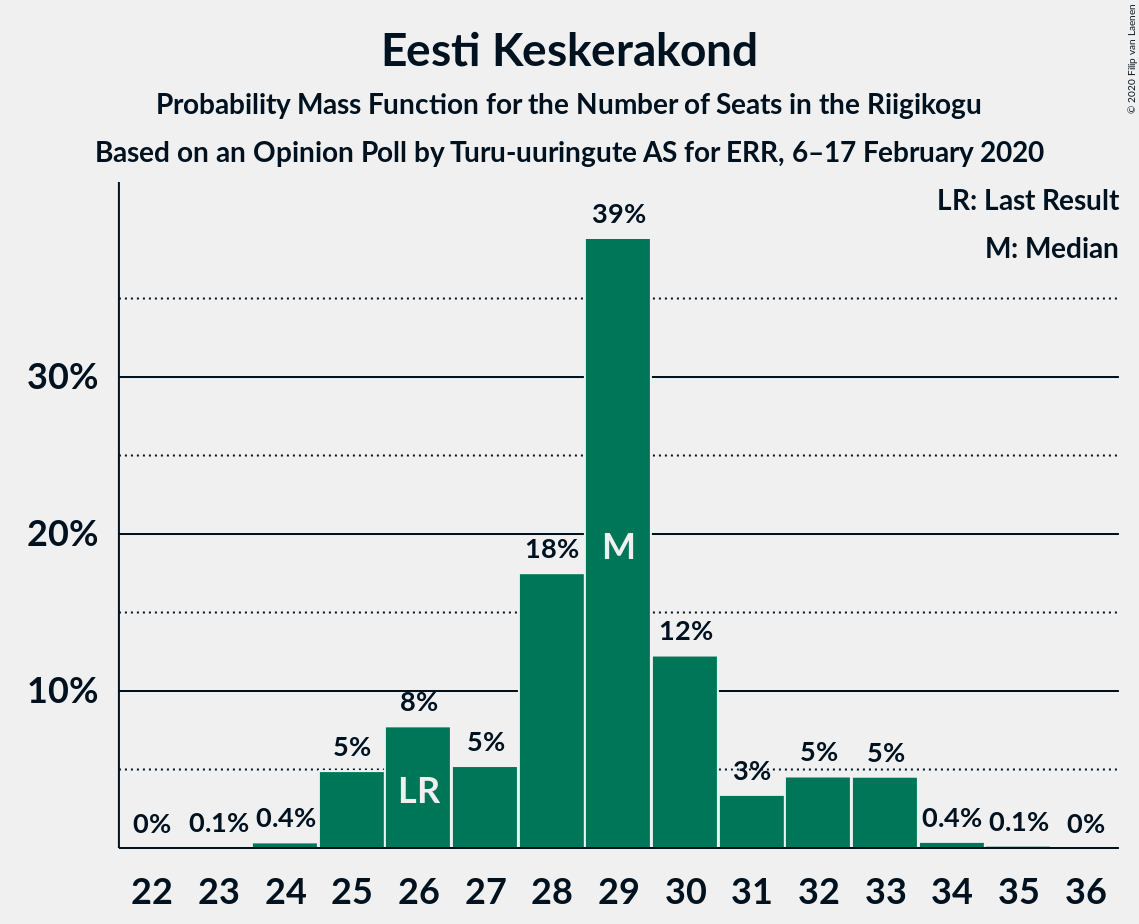 Eesti Keskerakond
Probability Mass Function for the Number of Seats in the Riigikogu
Based on an Opinion Poll by Turu-uuringute AS for ERR, 6–17 February 2020
© 2020 Filip van Laenen
LR: Last Result
M: Median
39%
30%
20%
18%
M
12%
10%
8%
5%
5%
LR
3%
5%
5%
0%
0.1%
0.4%
0.4%
0.1%
0%
22 23 24 25 26 27 28 29 30 31 32 33 34 35 36